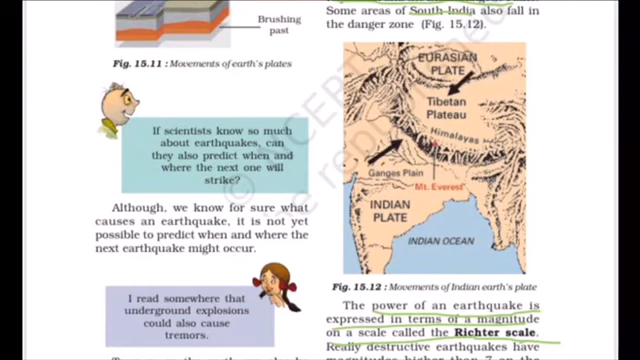 Brushing
past
Fig. 15.11 : Movements of earth's plates
If scientists know so much
about earthquakes, can
they also predict when and
where the next one will
strike?
Although, we know for sure what
causes an earthquake, it is not yet
possible to predict when and where the
next earthquake might occur.
I read somewhere that
underground explosions
could also cause
tremors.
Some areas of South India also fall in
the danger zone (Fig. 15.12).
EURASIAN
PLATE
Tibetan
Plateau
Himalayas
Ganges Plain
Mt. Everest
INDIAN
PLATE
INDIAN OCEAN
Fig. 15.12 : Movements of Indian earth's plate
The power of an earthquake is
expressed in terms of a magnitude
on a scale called the Richter scale.
Really destructive earthquakes have
magnitudes higher than 7 on the